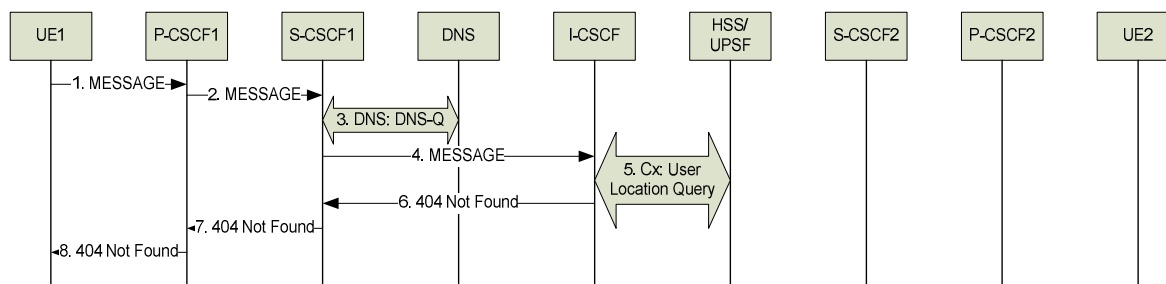 UE1
P-CSCF1
S-CSCF1
DNS
I-CSCF
HSS/
UPSF
S-CSCF2
P-CSCF2
UE2
1. MESSAGE
2. MESSAGE
3. DNS: DNS-Q
4. MESSAGE
5. Cx: User
Location Query
6. 404 Not Found
7. 404 Not Found
8. 404 Not Found